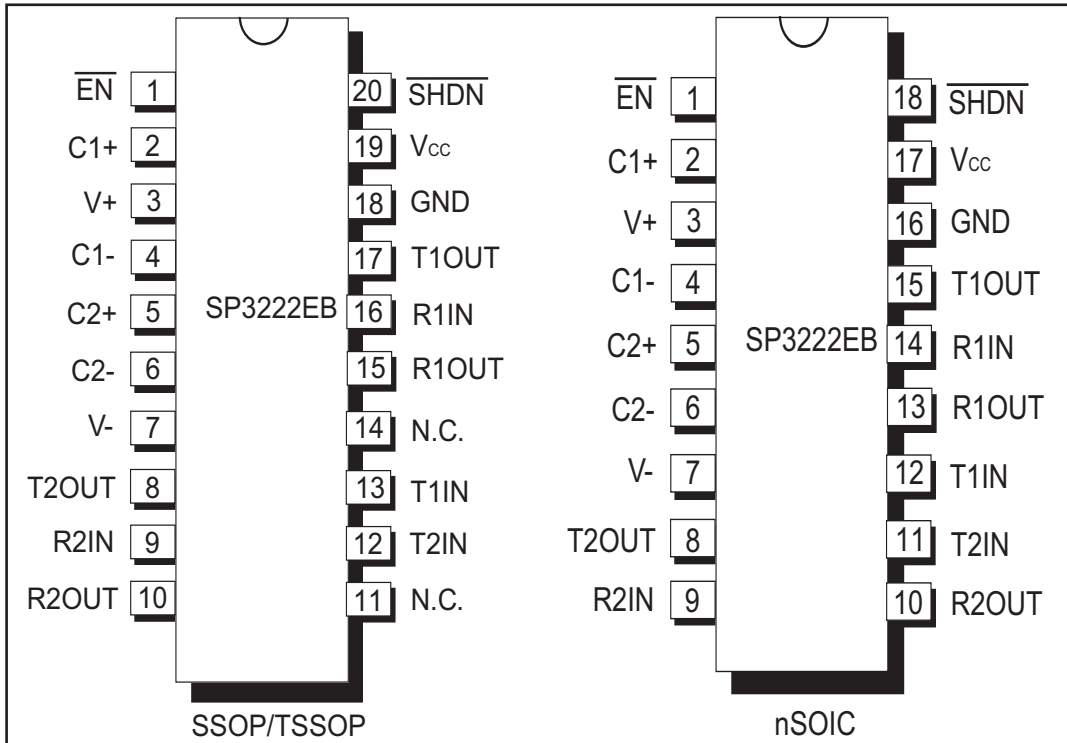 EN 1 20 SHDN
C1+ 2 19 Vcc
V+ 3 18 GND
C1- 4 17 T1OUT
C2+ 5 SP3222EB 16 R1IN
C2- 6 15 R1OUT
V- 7 14 N.C.
T2OUT 8 13 T1IN
R2IN 9 12 T2IN
R2OUT 10 11 N.C.
SSOP/TSSOP
EN 1 18 SHDN
C1+ 2 17 Vcc
V+ 3 16 GND
C1- 4 15 T1OUT
C2+ 5 SP3222EB 14 R1IN
C2- 6 13 R1OUT
V- 7 12 T1IN
T2OUT 8 11 T2IN
R2IN 9 10 R2OUT
nSOIC